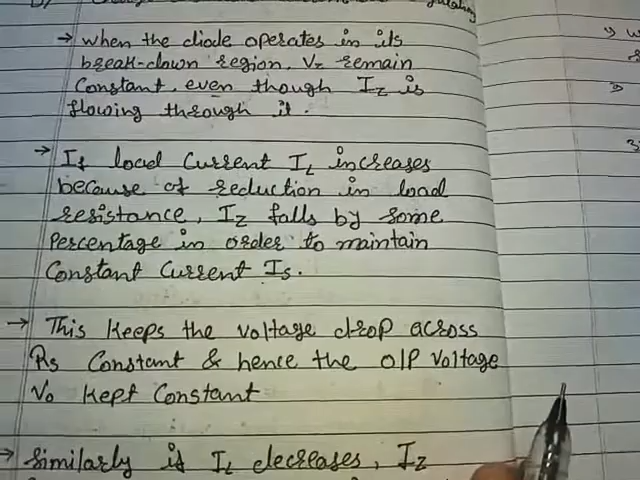 → when the diode operates in its
break-down region, Vz remain
Constant, even though Iz is
flowing through it.
→ If load Current IL increases
because of reduction in load
resistance, Iz falls by some
Percentage in order to maintain
Constant Current Is.
→ This keeps the voltage drop across
Rs Constant & hence the O/P voltage
Vo kept Constant
→ Similarly if IL decreases, Iz